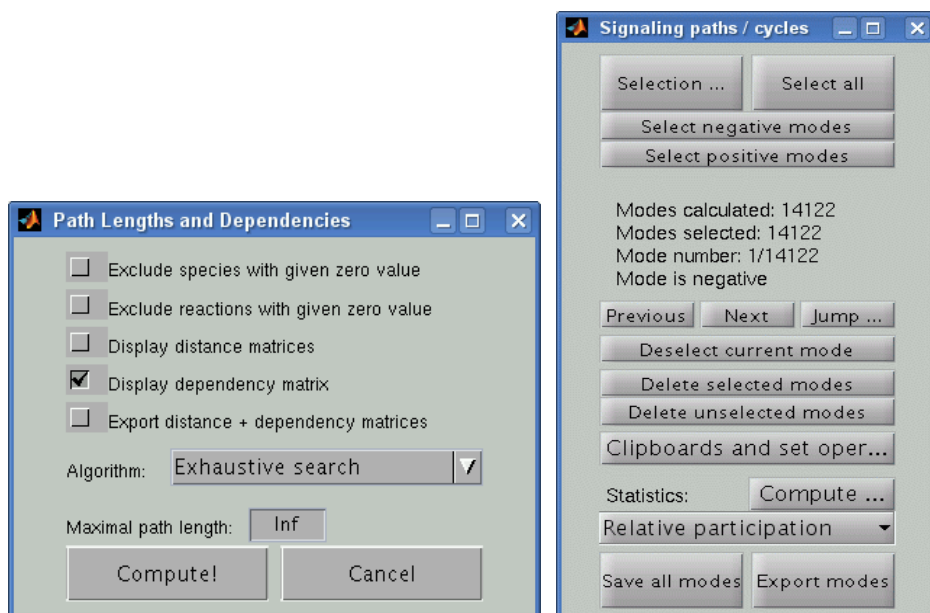 Path Lengths and Dependencies
Exclude species with given zero value
Exclude reactions with given zero value
Display distance matrices
Display dependency matrix
Export distance + dependency matrices
Algorithm: Exhaustive search
Maximal path length: Inf
Compute! Cancel
Signaling paths / cycles
Selection ... Select all
Select negative modes
Select positive modes
Modes calculated: 14122
Modes selected: 14122
Mode number: 1/14122
Mode is negative
Previous Next Jump ...
Deselect current mode
Delete selected modes
Delete unselected modes
Clipboards and set oper...
Statistics: Compute ...
Relative participation
Save all modes Export modes